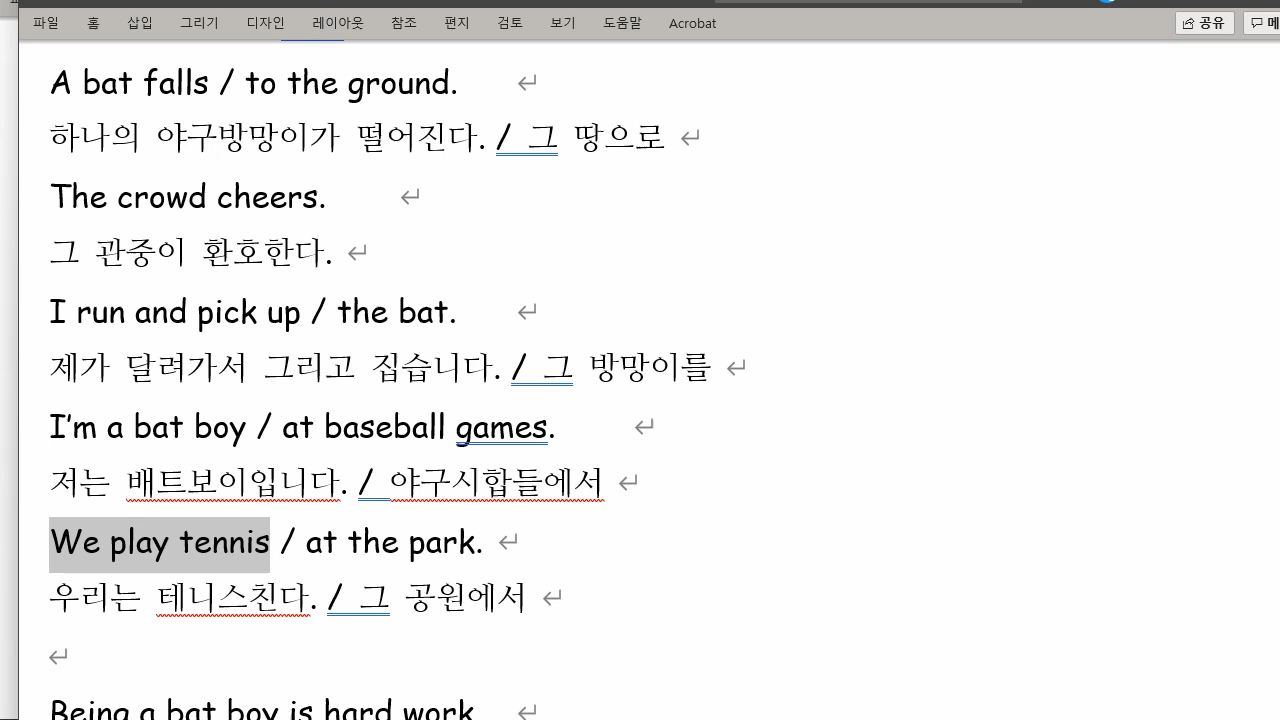 파일 홈 삽입 그리기 디자인 레이아웃 참조 편지 검토 보기 도움말 Acrobat 공유 메
A bat falls / to the ground.
하나의 야구방망이가 떨어진다. / 그 땅으로
The crowd cheers.
그 관중이 환호한다.
I run and pick up / the bat.
제가 달려가서 그리고 집습니다. / 그 방망이를
I'm a bat boy / at baseball games.
저는 배트보이입니다. / 야구시합들에서
We play tennis / at the park.
우리는 테니스친다. / 그 공원에서
Being a bat boy is hard work